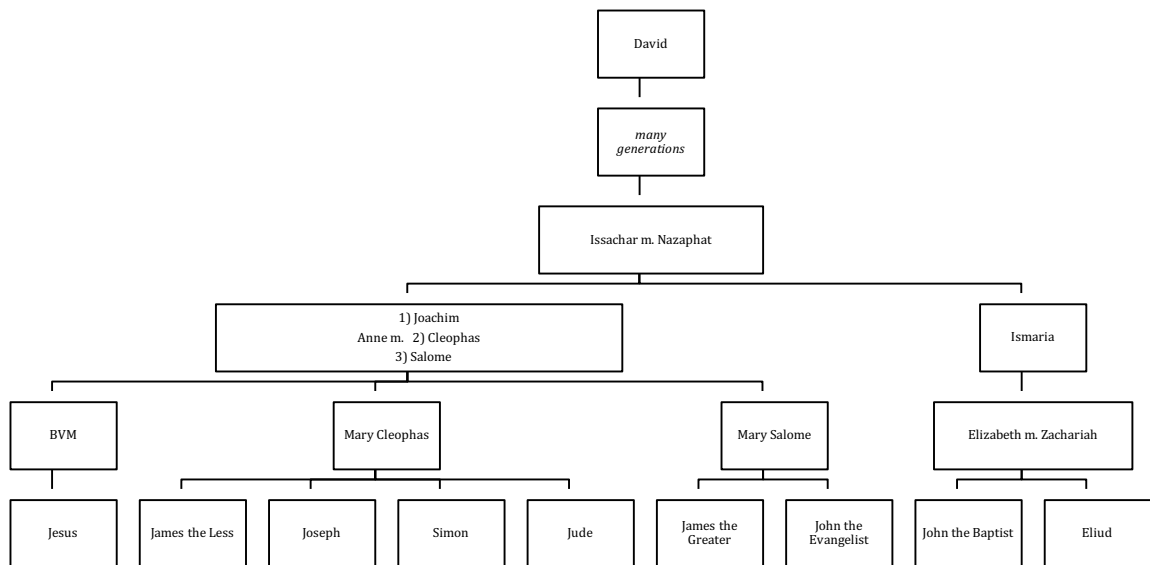 David
many
generations
Issachar m. Nazaphat
1) Joachim
Anne m. 2) Cleophas
3) Salome
Ismaria
BVM
Mary Cleophas
Mary Salome
Elizabeth m. Zachariah
Jesus
James the Less
Joseph
Simon
Jude
James the
Greater
John the
Evangelist
John the Baptist
Eliud